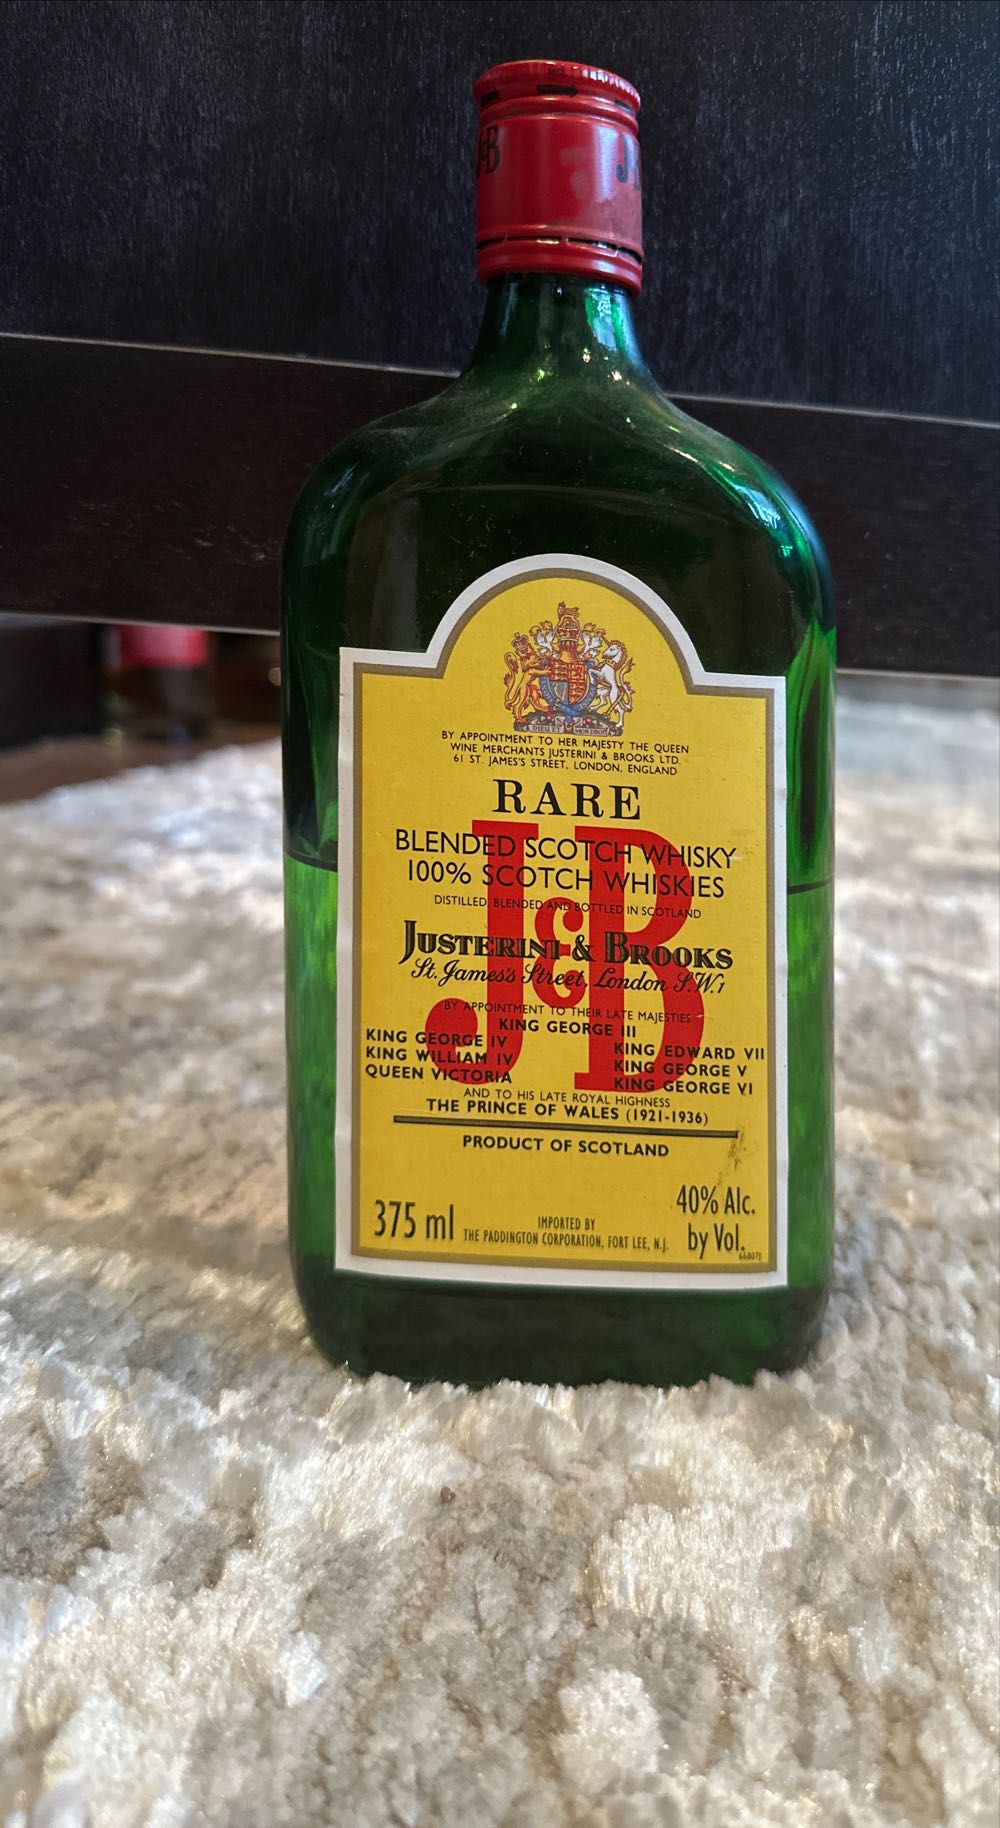 J&B
BY APPOINTMENT TO HER MAJESTY THE QUEEN
WINE MERCHANTS JUSTERINI & BROOKS LTD.
61 ST. JAMES'S STREET, LONDON, ENGLAND
RARE
BLENDED SCOTCH WHISKY
100% SCOTCH WHISKIES
DISTILLED, BLENDED AND BOTTLED IN SCOTLAND
J&B
JUSTERINI & BROOKS
St. James's Street, London S.W.1
BY APPOINTMENT TO THEIR LATE MAJESTIES
KING GEORGE III
KING GEORGE IV
KING WILLIAM IV
QUEEN VICTORIA
KING EDWARD VII
KING GEORGE V
KING GEORGE VI
AND TO HIS LATE ROYAL HIGHNESS
THE PRINCE OF WALES (1921-1936)
PRODUCT OF SCOTLAND
375 ml
IMPORTED BY
THE PADDINGTON CORPORATION, FORT LEE, N.J.
40% Alc.
by Vol.